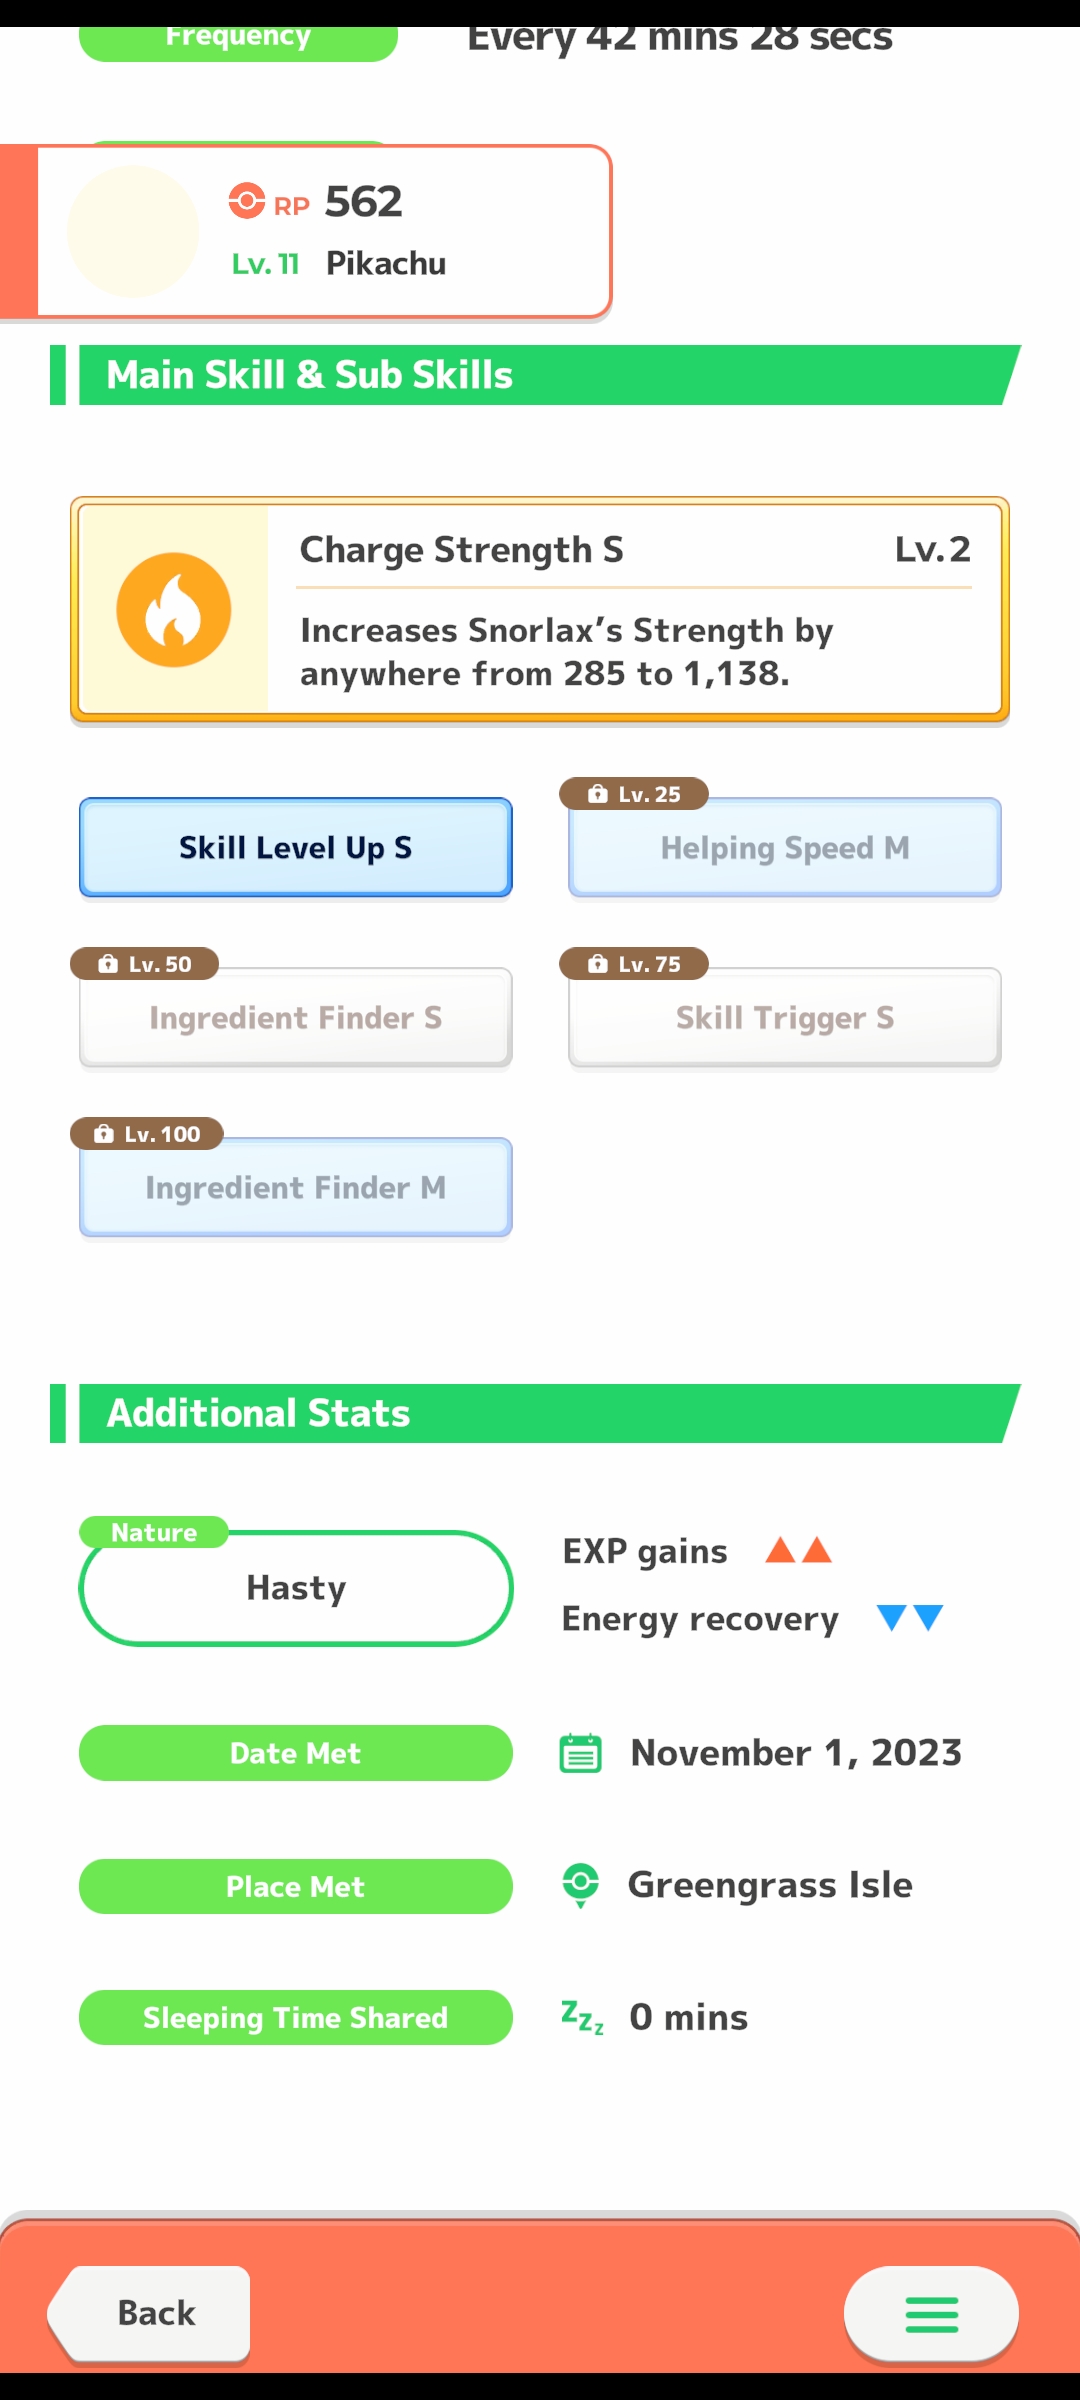 Frequency
Every 42 mins 28 secs
RP 562
Lv. 11 Pikachu
Main Skill & Sub Skills
Charge Strength S Lv. 2
Increases Snorlax's Strength by
anywhere from 285 to 1,138.
Skill Level Up S
Lv. 25
Helping Speed M
Lv. 50
Ingredient Finder S
Lv. 75
Skill Trigger S
Lv. 100
Ingredient Finder M
Additional Stats
Nature
Hasty
EXP gains
Energy recovery
Date Met
November 1, 2023
Place Met
Greengrass Isle
Sleeping Time Shared
zzz 0 mins
Back